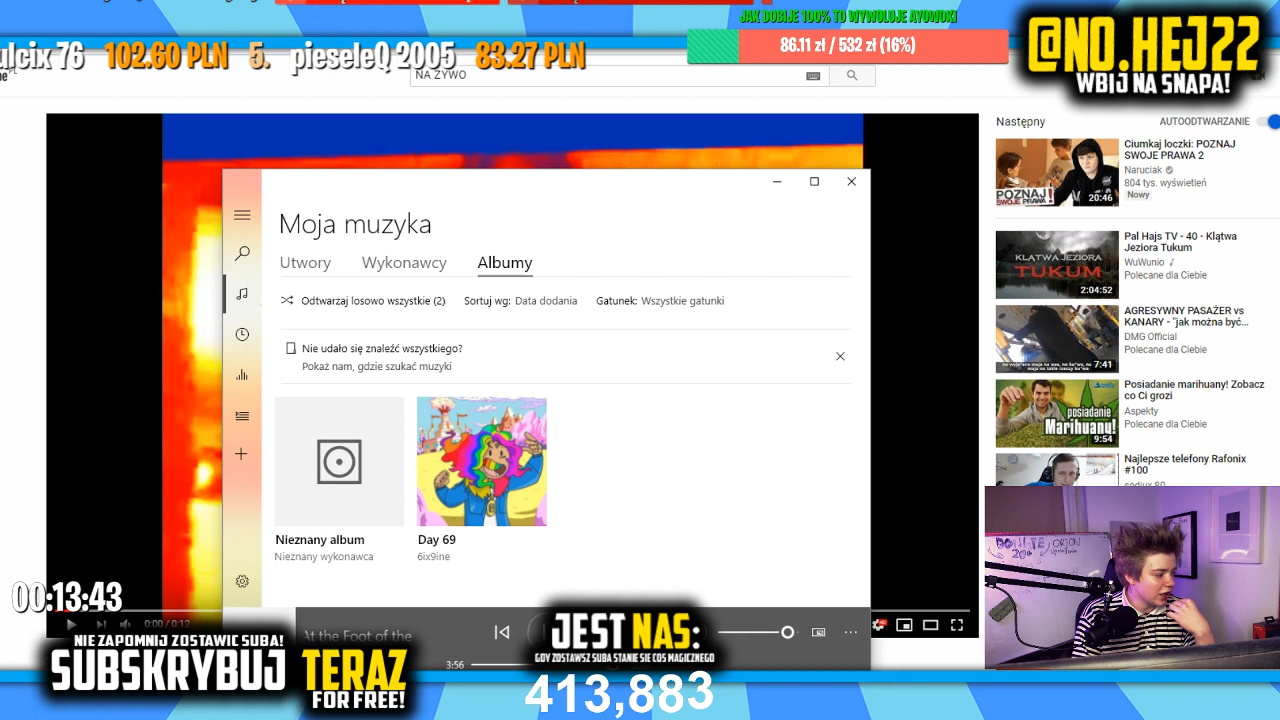 JAK DOBIJE 100% TO WYWOLUJE AYOWOKI
ulcix 76 102.60 PLN 5. pieseleQ 2005 83.27 PLN
86.11 zł / 532 zł (16%)
@NO.HEJ22
WBIJ NA SNAPA!
NA ŻYWO
Następny
AUTOODTWARZANIE
Ciumkaj loczki: POZNAJ
SWOJE PRAWA 2
Naruciak
804 tys. wyświetleń
Nowy
POZNAJ
SWOJE PRAWA!
20:46
Pal Hajs TV - 40 - Klątwa
Jeziora Tukum
WuWunio
Polecane dla Ciebie
KLĄTWA JEZIORA
TUKUM
2:04:52
AGRESYWNY PASAŻER vs
KANARY - "jak można być...
DMG Official
Polecane dla Ciebie
7:41
Posiadanie marihuany! Zobacz
co Ci grozi
Aspekty
Polecane dla Ciebie
posiadanie
Marihuany!
9:54
Najlepsze telefony Rafonix
#100
Moja muzyka
Utwory Wykonawcy Albumy
Odtwarzaj losowo wszystkie (2) Sortuj wg: Data dodania Gatunek: Wszystkie gatunki
Nie udało się znaleźć wszystkiego?
Pokaż nam, gdzie szukać muzyki
Nieznany album
Nieznany wykonawca
Day 69
6ix9ine
00:13:43
0:00 / 0:12
At the Foot of the
3:56
NIE ZAPOMNIJ ZOSTAWIC SUBA!
SUBSKRYBUJ TERAZ
FOR FREE!
JEST NAS:
GDY ZOSTAWSZ SUBA STANIE SIE COS MAGICZNEGO
413,883